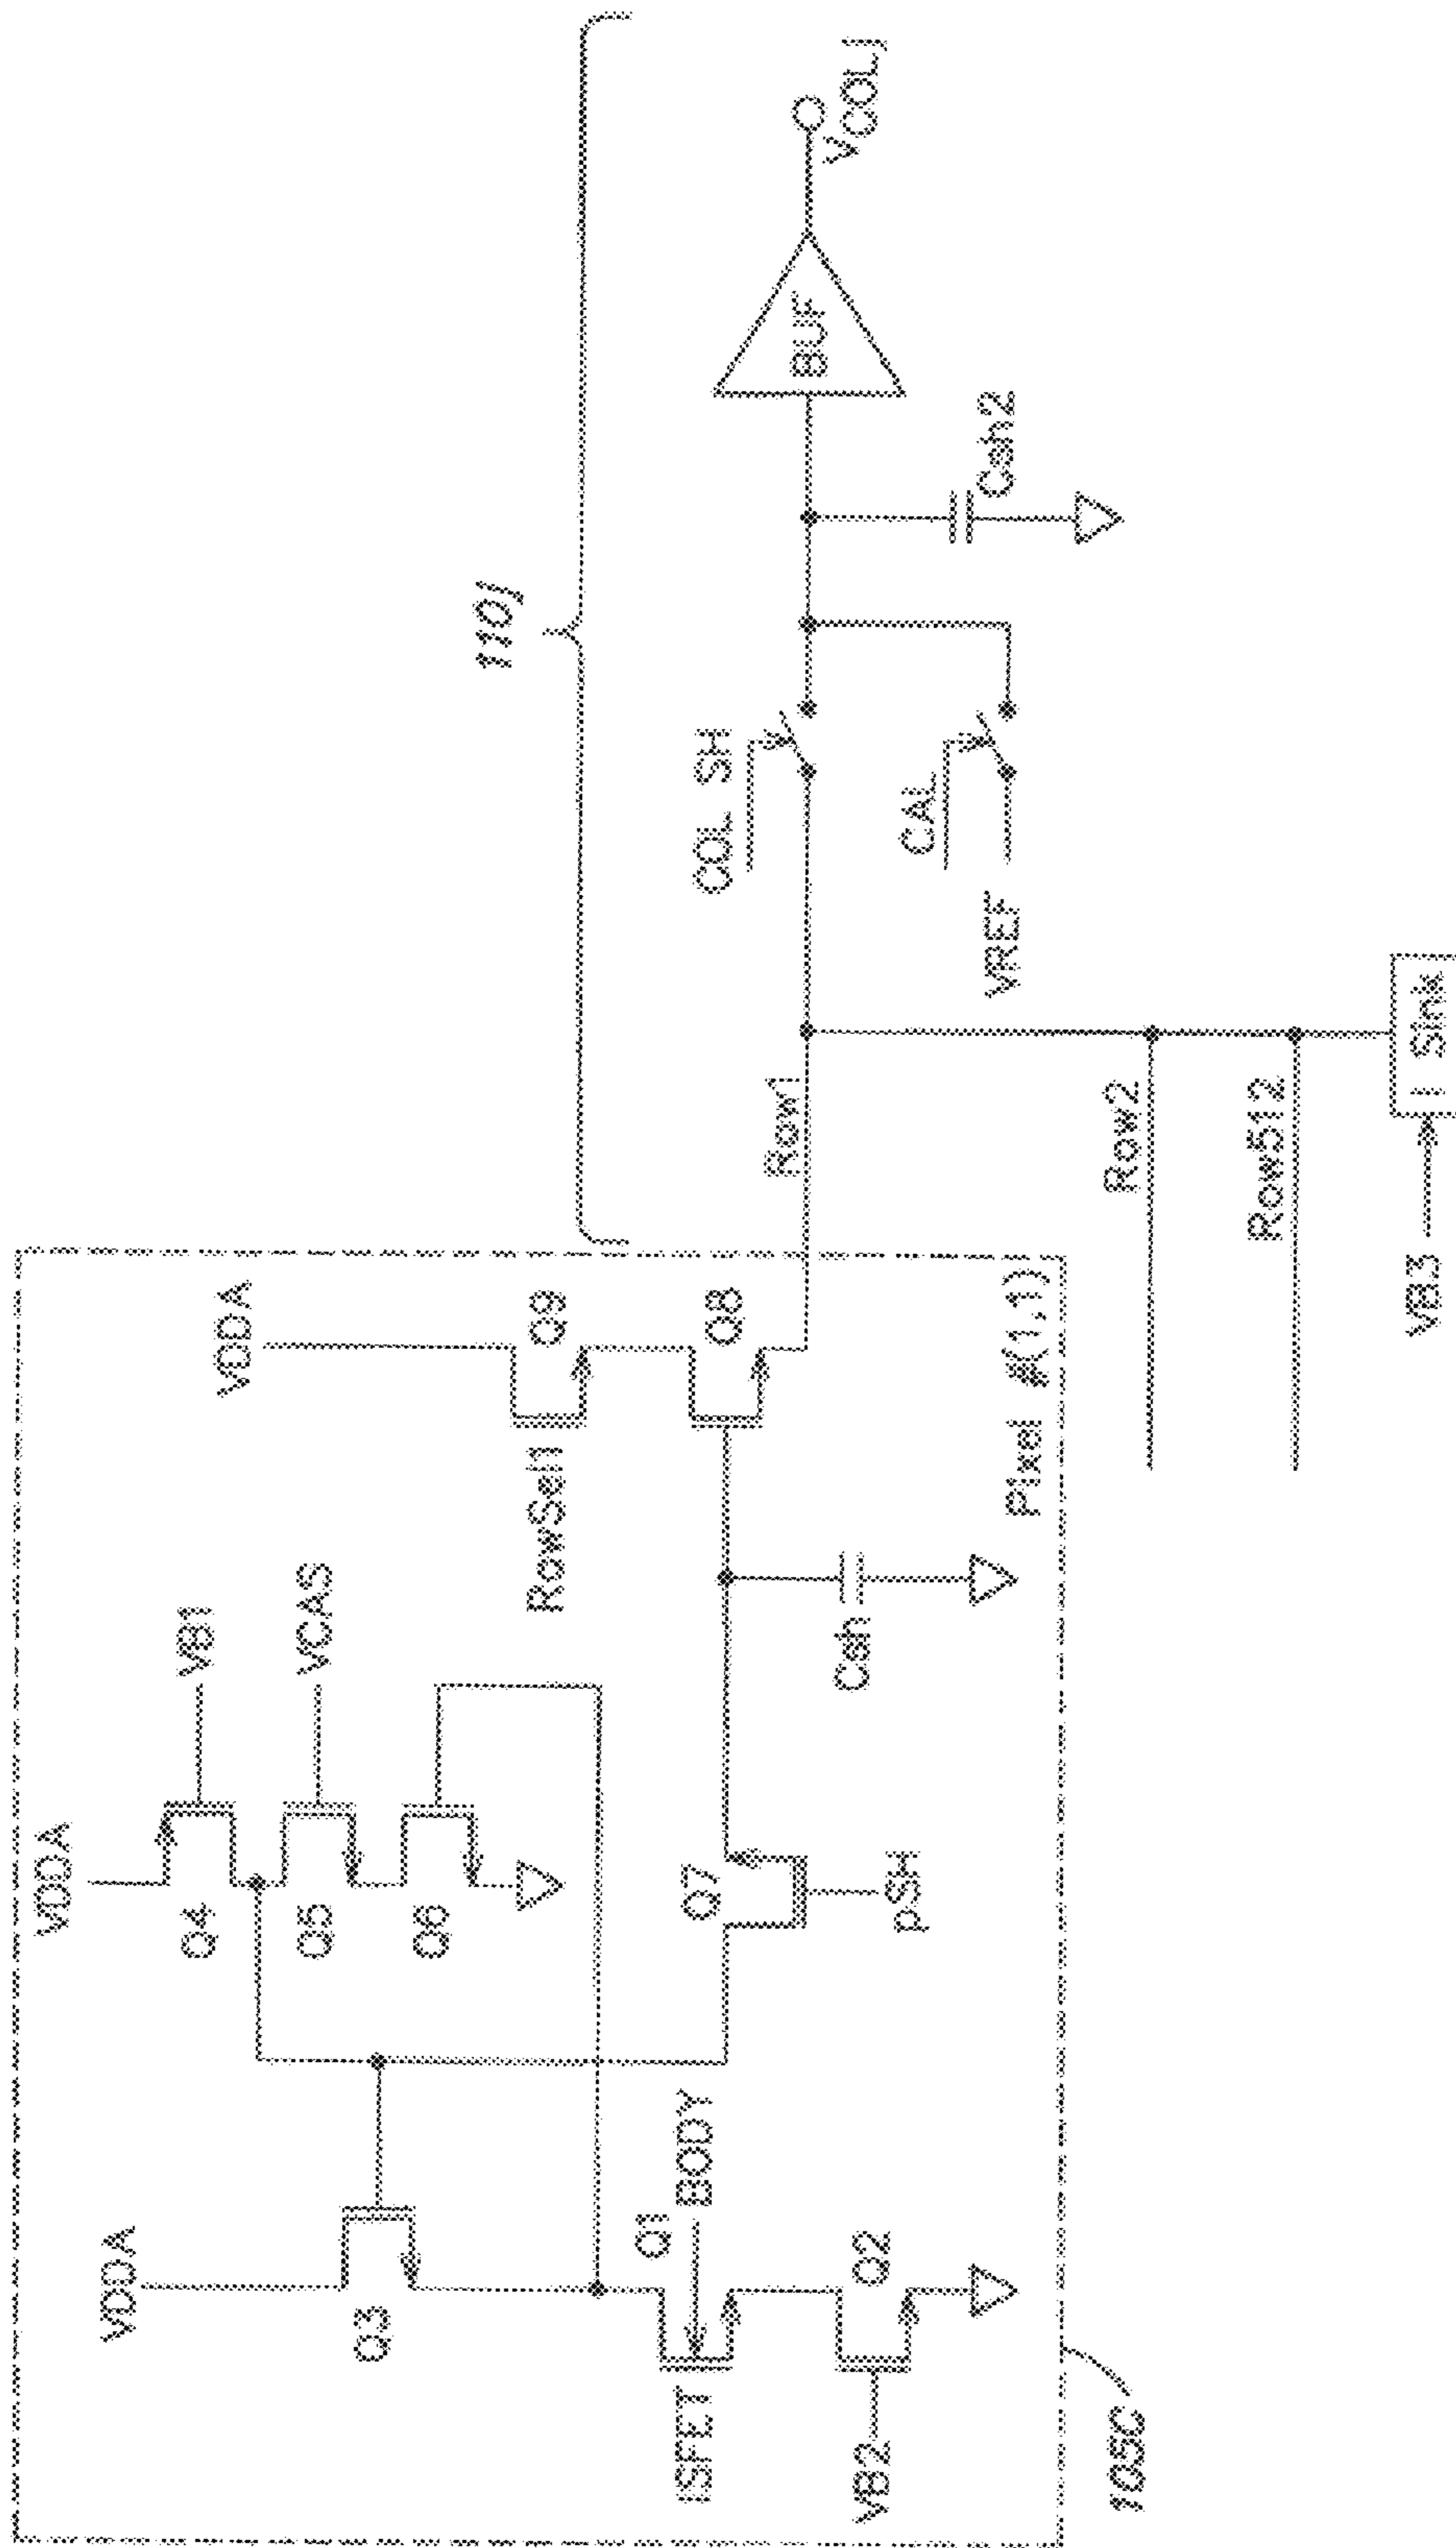 110j
VDDA
VDDA
VB1
Q4
VCAS
Q5
Q3
Q6
VDDA
Q9
RowSel1
Q8
ISFET
Q1
BODY
Q7
pSH
Csh
VB2
Q2
Row1
Pixel #(1,1)
105C
COL SH
CAL
VREF
BUF
VCOLj
Csh2
Row2
Row512
VB3
I Sink